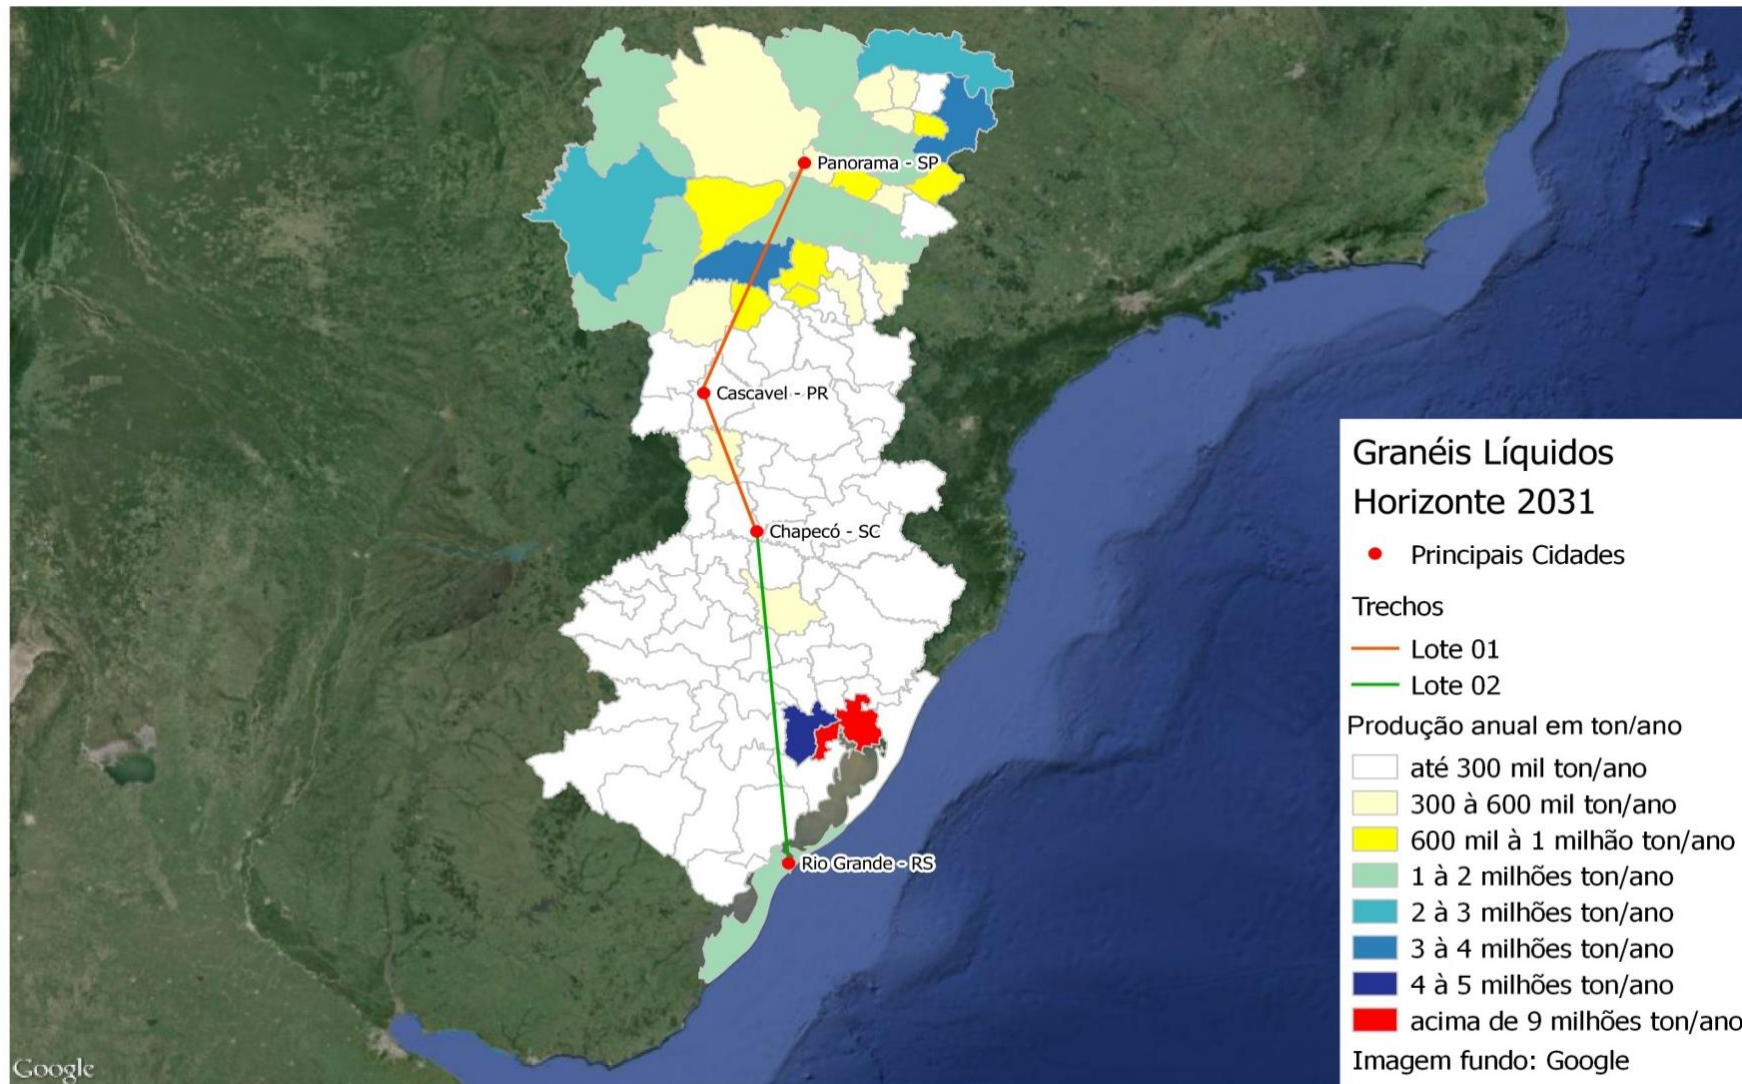 Panorama - SP
Cascavel - PR
Chapecó - SC
Rio Grande - RS
Granéis Líquidos
Horizonte 2031
Principais Cidades
Trechos
Lote 01
Lote 02
Produção anual em ton/ano
até 300 mil ton/ano
300 à 600 mil ton/ano
600 mil à 1 milhão ton/ano
1 à 2 milhões ton/ano
2 à 3 milhões ton/ano
3 à 4 milhões ton/ano
4 à 5 milhões ton/ano
acima de 9 milhões ton/ano
Imagem fundo: Google
Google